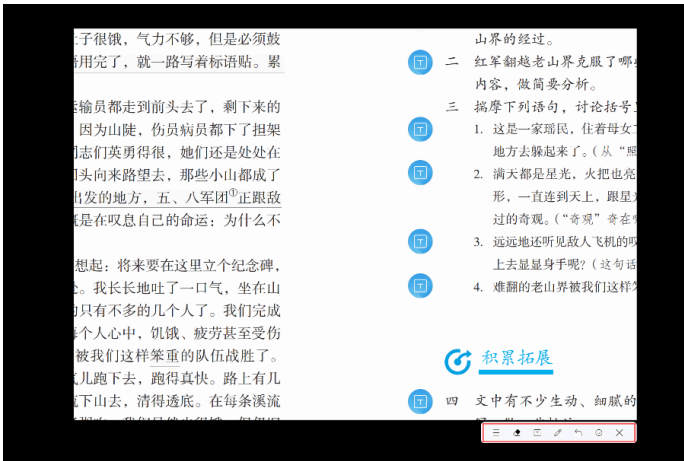 子很饿，气力不够，但是必须鼓
用完了，就一路写着标语贴。累
运输员都走到前头去了，剩下来的
因为山陡，伤员病员都下了担架
同志们英勇得很，她们还是处处在
头向来路望去，那些小山都成了
出发的地方，五、八军团①正跟敌
是在叹息自己的命运：为什么不
想起：将来要在这里立个纪念碑，
。我长长地吐了一口气，坐在山
只有不多的几个人了。我们完成
每个人心中，饥饿、疲劳甚至受伤
被我们这样笨重的队伍战胜了。
儿跑下去，跑得真快。路上有几
下山去，清得透底。在每条溪流
山界的经过。
二 红军翻越老山界克服了哪
内容，做简要分析。
三 揣摩下列语句，讨论括号
1. 这是一家瑶民，住着母女
地方去躲起来了。（从“照
2. 满天都是星光，火把也亮
形，一直连到天上，跟星
过的奇观。（“奇观”奇在
3. 远远地还听见敌人飞机的叹
上去显显身手呢？（这句话
4. 难翻的老山界被我们这样笨
积累拓展
四 文中有不少生动、细腻的